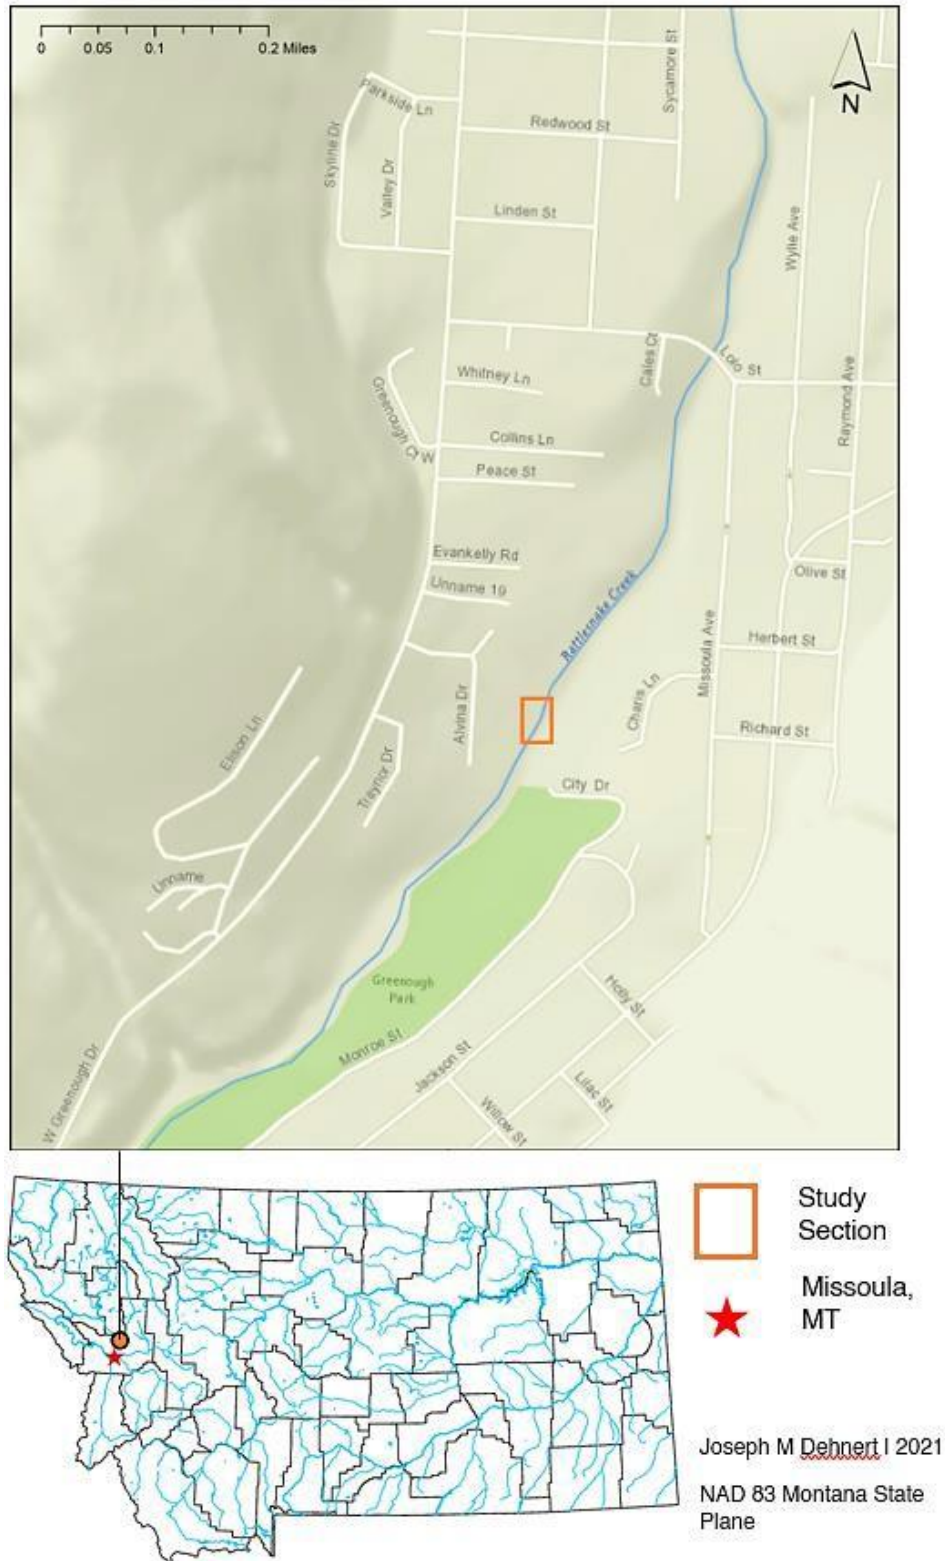 0 0.05 0.1 0.2 Miles
N
Parkside Ln
Skyline Dr
Valley Dr
Redwood St
Sycamore St
Linden St
Wylie Ave
Lolo St
Cales Ct
Whitney Ln
Raymond Ave
Greenough Ct W
Collins Ln
Peace St
Evankelly Rd
Unname 19
Olive St
Rattlesnake Creek
Herbert St
Missoula Ave
Charis Ln
Alvina Dr
Richard St
Elison Ln
Traynor Dr
City Dr
Unname
Greenough
Park
Holly St
Monroe St
Jackson St
Lilac St
Willow St
W Greenough Dr
Study
Section
Missoula,
MT
Joseph M Dehnert I 2021
NAD 83 Montana State
Plane